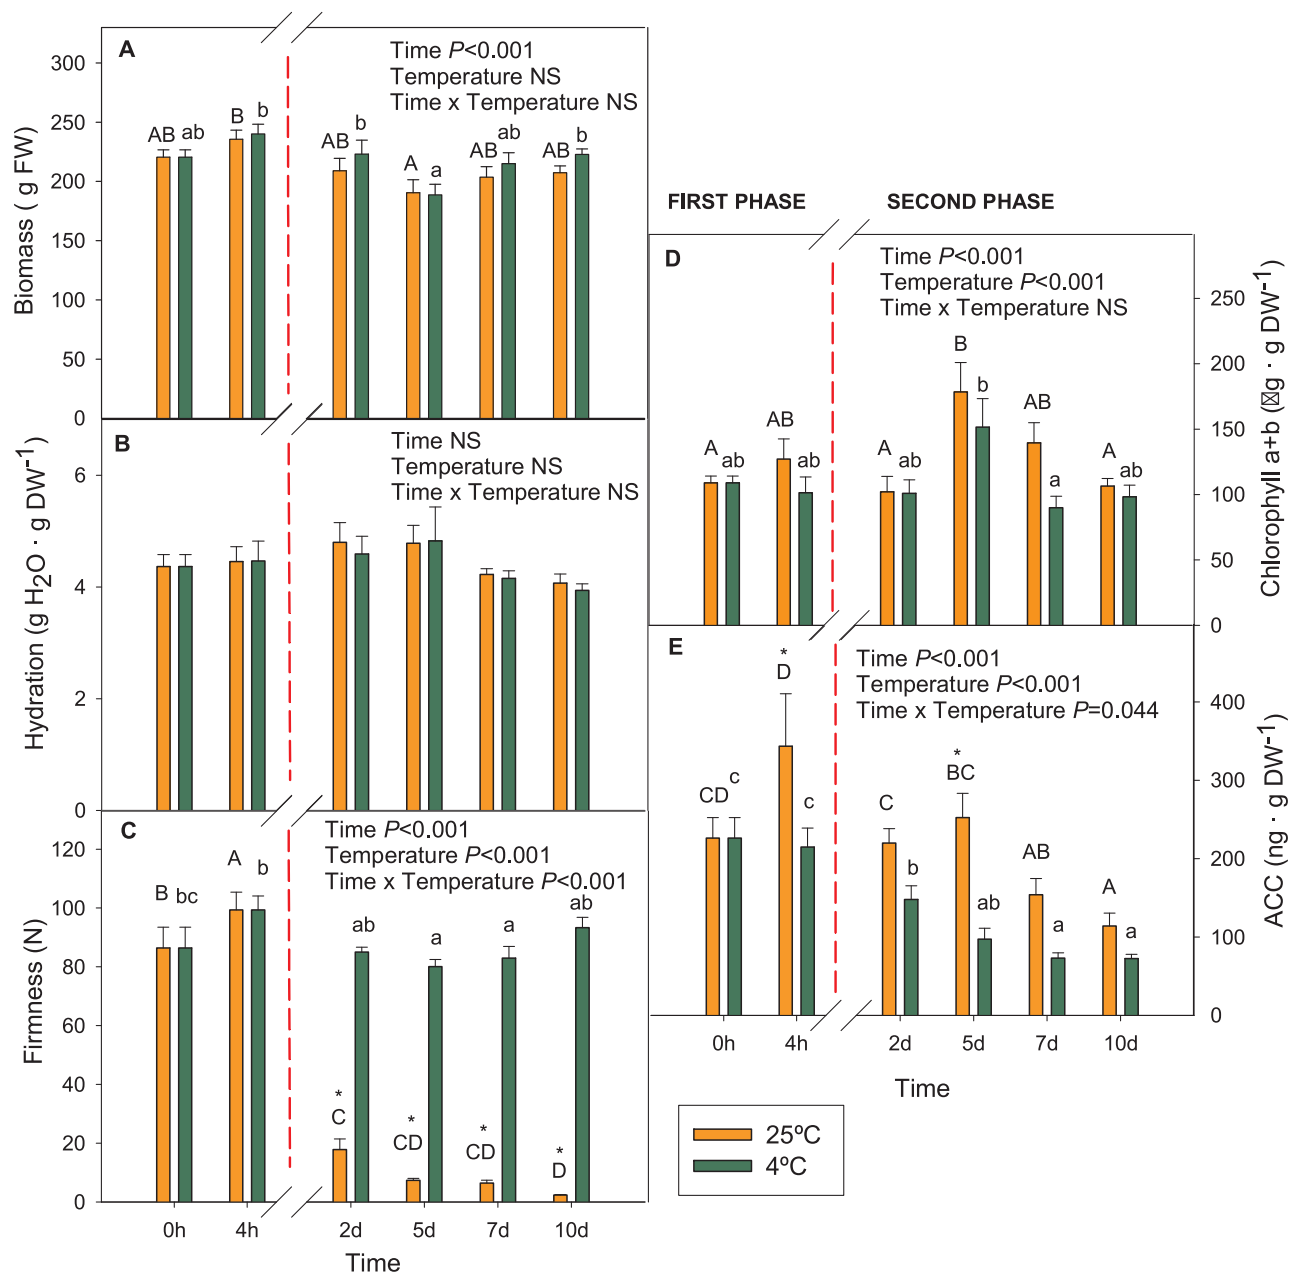 A
Time P<0.001
Temperature NS
Time x Temperature NS
Biomass ( g FW)
300
250
200
150
100
50
0
AB ab
B b
AB b
A a
AB ab
AB b
B
Time NS
Temperature NS
Time x Temperature NS
Hydration (g H₂O · g DW⁻¹)
6
4
2
0
C
Time P<0.001
Temperature P<0.001
Time x Temperature P<0.001
Firmness (N)
120
100
80
60
40
20
0
B bc
A b
* C ab
* CD a
* CD a
* D ab
0h 4h 2d 5d 7d 10d
Time
FIRST PHASE SECOND PHASE
D
Time P<0.001
Temperature P<0.001
Time x Temperature NS
Chlorophyll a+b (g · g DW⁻¹)
250
200
150
100
50
0
A ab
AB ab
A ab
B b
AB a
A ab
E
Time P<0.001
Temperature P<0.001
Time x Temperature P=0.044
ACC (ng · g DW⁻¹)
400
300
200
100
0
CD c
* D c
C b
* BC ab
AB a
A a
0h 4h 2d 5d 7d 10d
Time
25ºC
4ºC